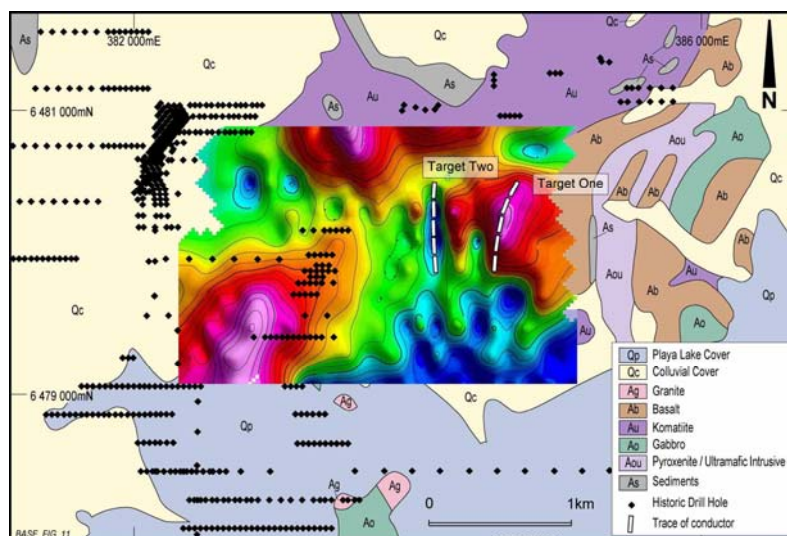 382 000mE
Qc
386 000mE
As
Qc
Qc
As
Ab
As
As
Au
Au
6 481 000mN
As
Ab
Aou
Ao
Target Two
Target One
Ab
Ab
Ab
Qc
As
Ab
Qc
Aou
Ab
Au
Qp
Ao
Au
6 479 000mN
Qc
Ag
Qp
Ag
Ag
Ao
0
1km
N
Qp Playa Lake Cover
Qc Colluvial Cover
Ag Granite
Ab Basalt
Au Komatiite
Ao Gabbro
Aou Pyroxenite / Ultramafic Intrusive
As Sediments
Historic Drill Hole
Trace of conductor
BASE_FIG_11